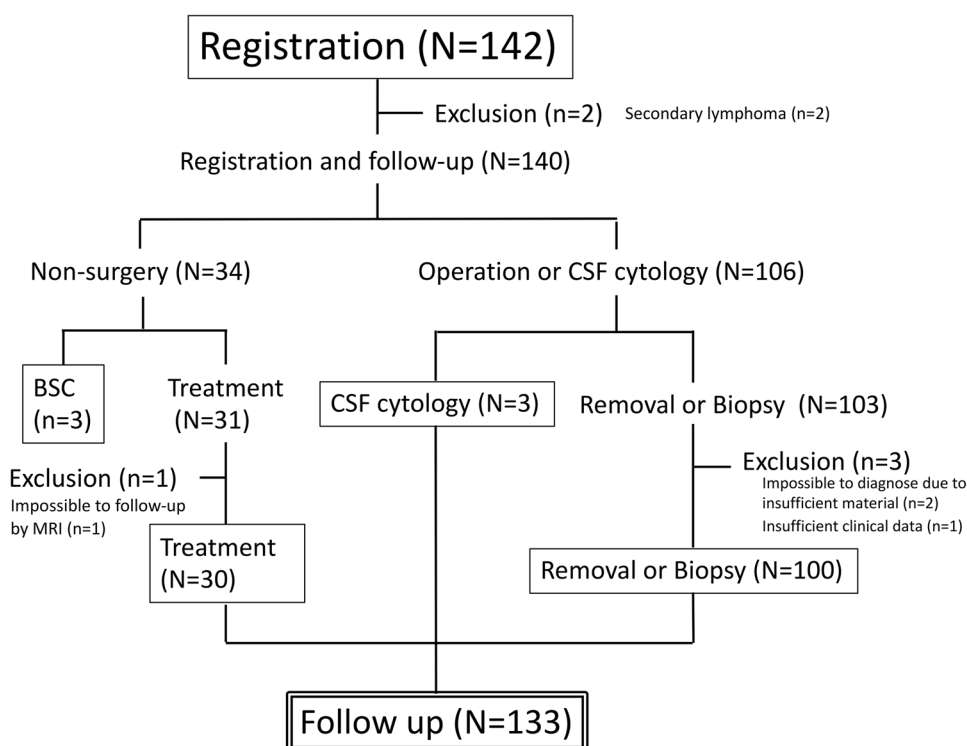 Registration (N=142)
Exclusion (n=2)
Secondary lymphoma (n=2)
Registration and follow-up (N=140)
Non-surgery (N=34)
Operation or CSF cytology (N=106)
BSC
(n=3)
Treatment
(N=31)
CSF cytology (N=3)
Removal or Biopsy (N=103)
Exclusion (n=1)
Impossible to follow-up
by MRI (n=1)
Exclusion (n=3)
Impossible to diagnose due to
insufficient material (n=2)
Insufficient clinical data (n=1)
Treatment
(N=30)
Removal or Biopsy (N=100)
Follow up (N=133)